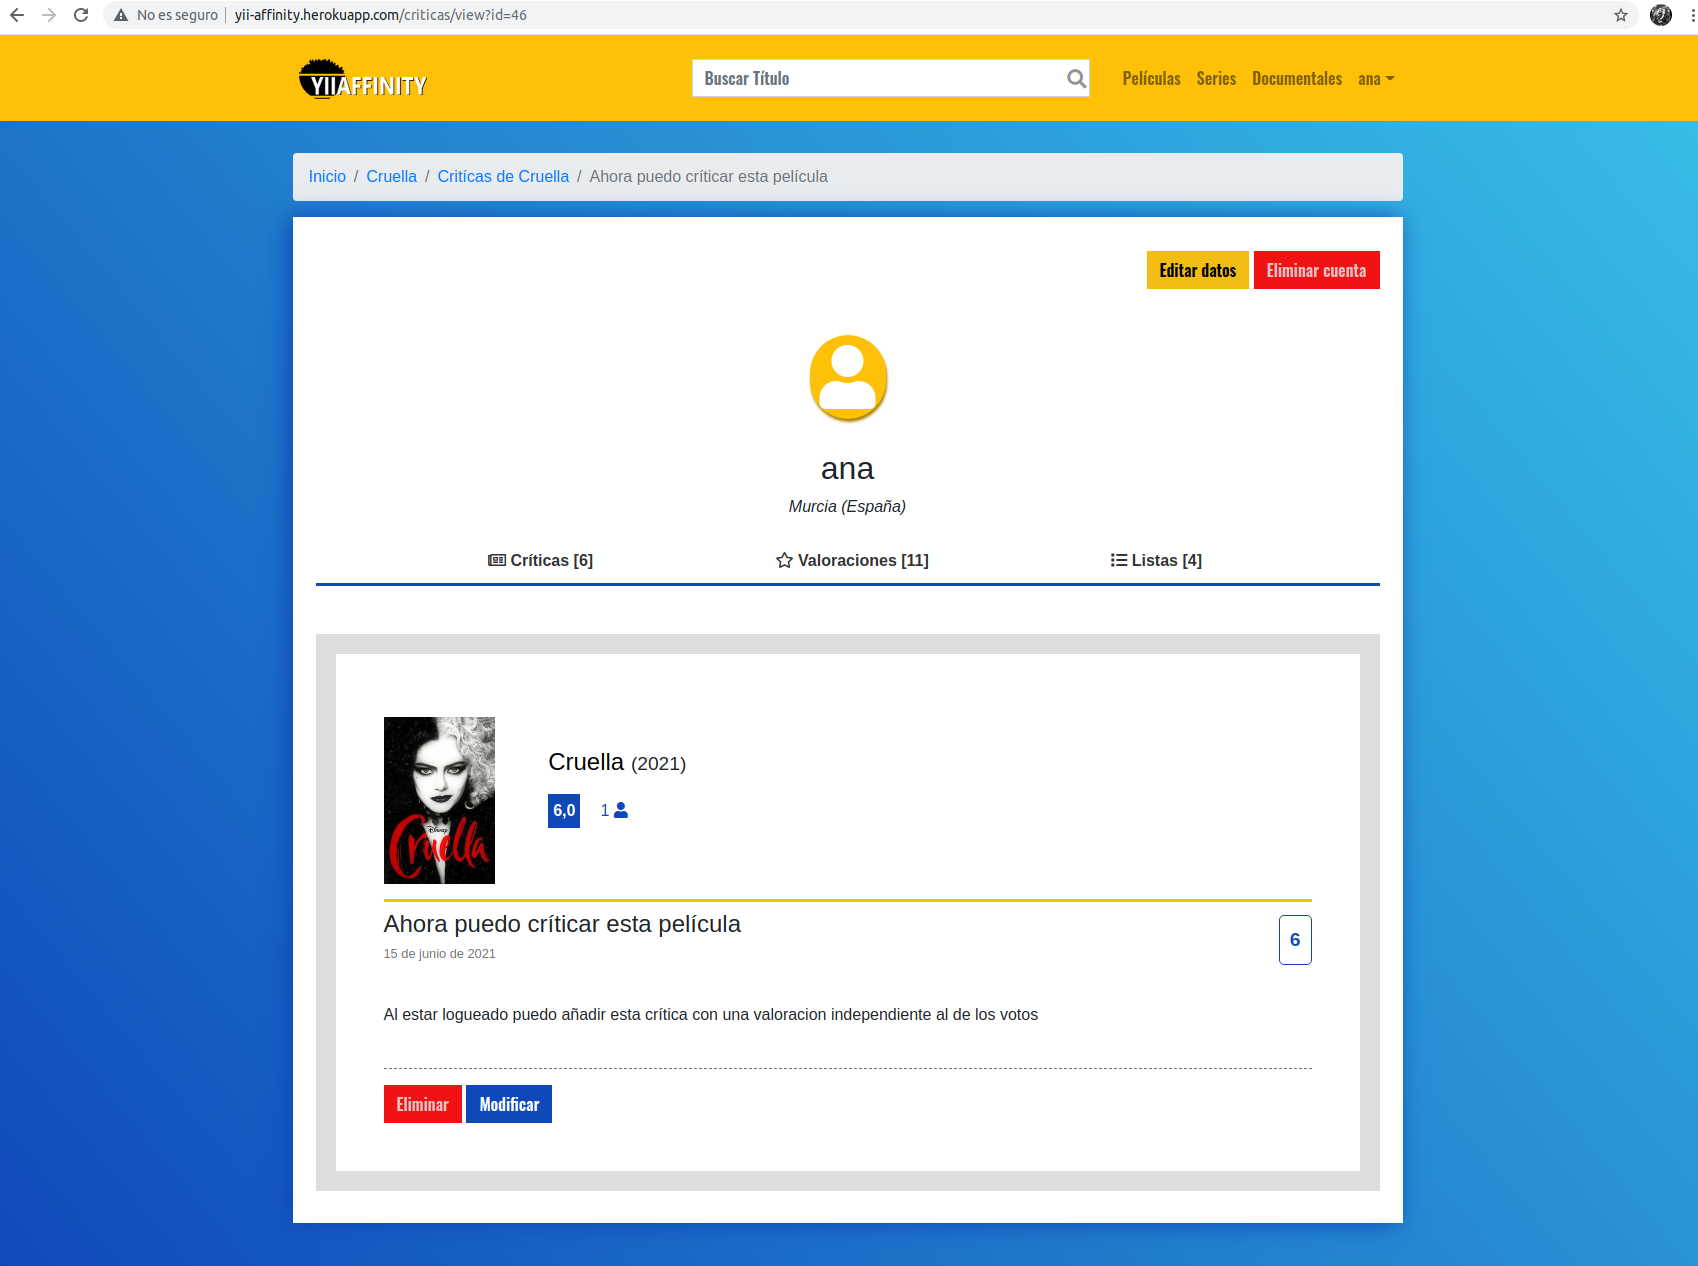 No es seguro | yii-affinity.herokuapp.com/criticas/view?id=46
YIIAFFINITY
Buscar Título
Películas Series Documentales ana
Inicio / Cruella / Critícas de Cruella / Ahora puedo críticar esta película
Editar datos Eliminar cuenta
ana
Murcia (España)
Críticas [6] Valoraciones [11] Listas [4]
Cruella (2021)
6,0 1
Disney
Cruella
Ahora puedo críticar esta película
6
15 de junio de 2021
Al estar logueado puedo añadir esta crítica con una valoracion independiente al de los votos
Eliminar Modificar